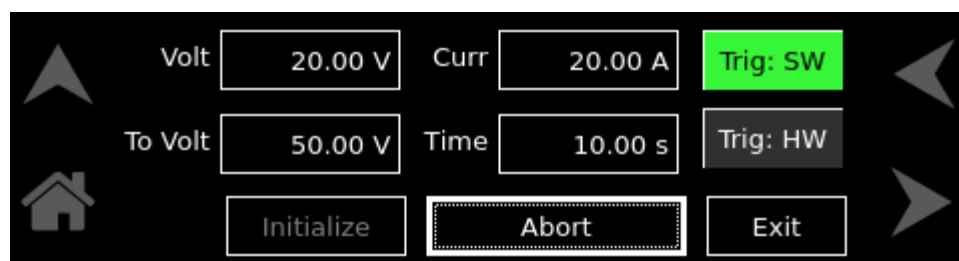 Volt 20.00 V Curr 20.00 A Trig: SW
To Volt 50.00 V Time 10.00 s Trig: HW
Initialize Abort Exit